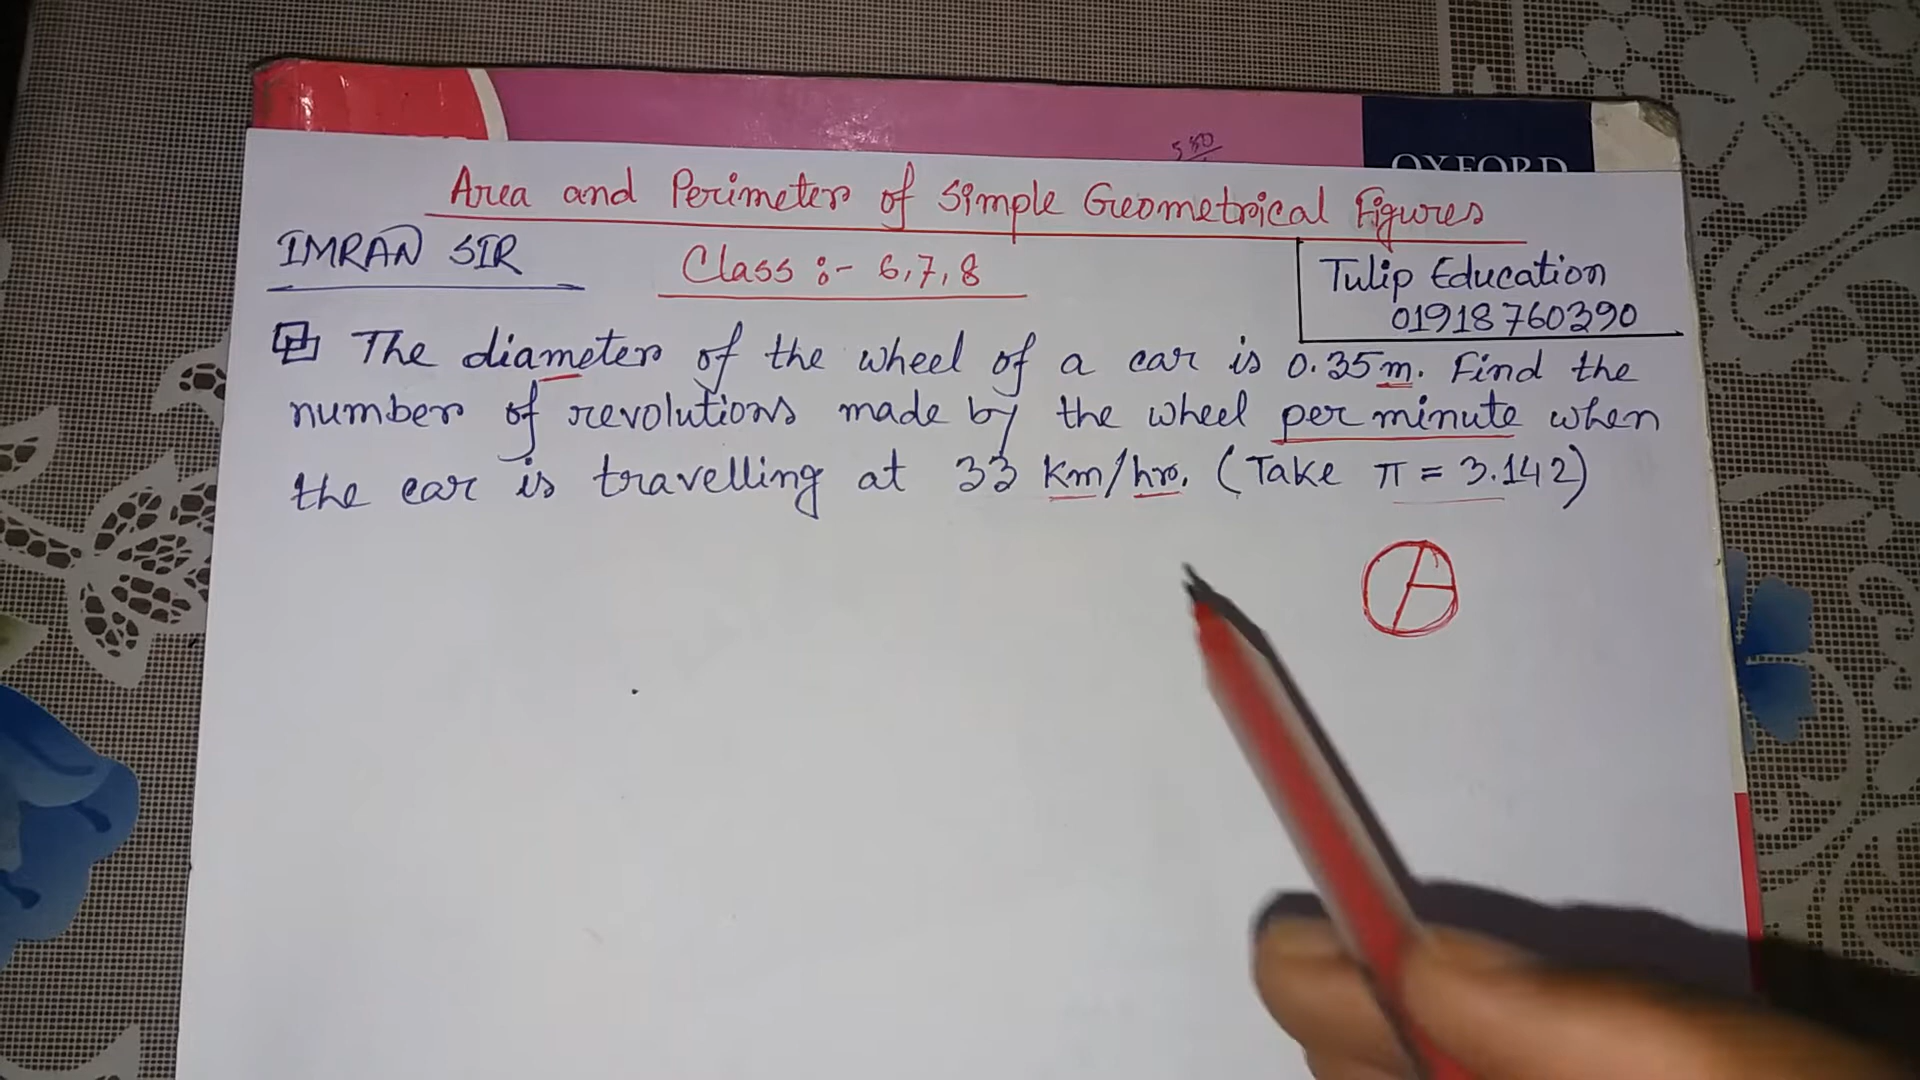 OXFORD
580
Area and Perimeter of Simple Geometrical Figures
IMRAN SIR
Class :- 6,7,8
Tulip Education
01918760390
The diameter of the wheel of a car is 0.35m. Find the
number of revolutions made by the wheel per minute when
the car is travelling at 33 km/hr. (Take π = 3.142)